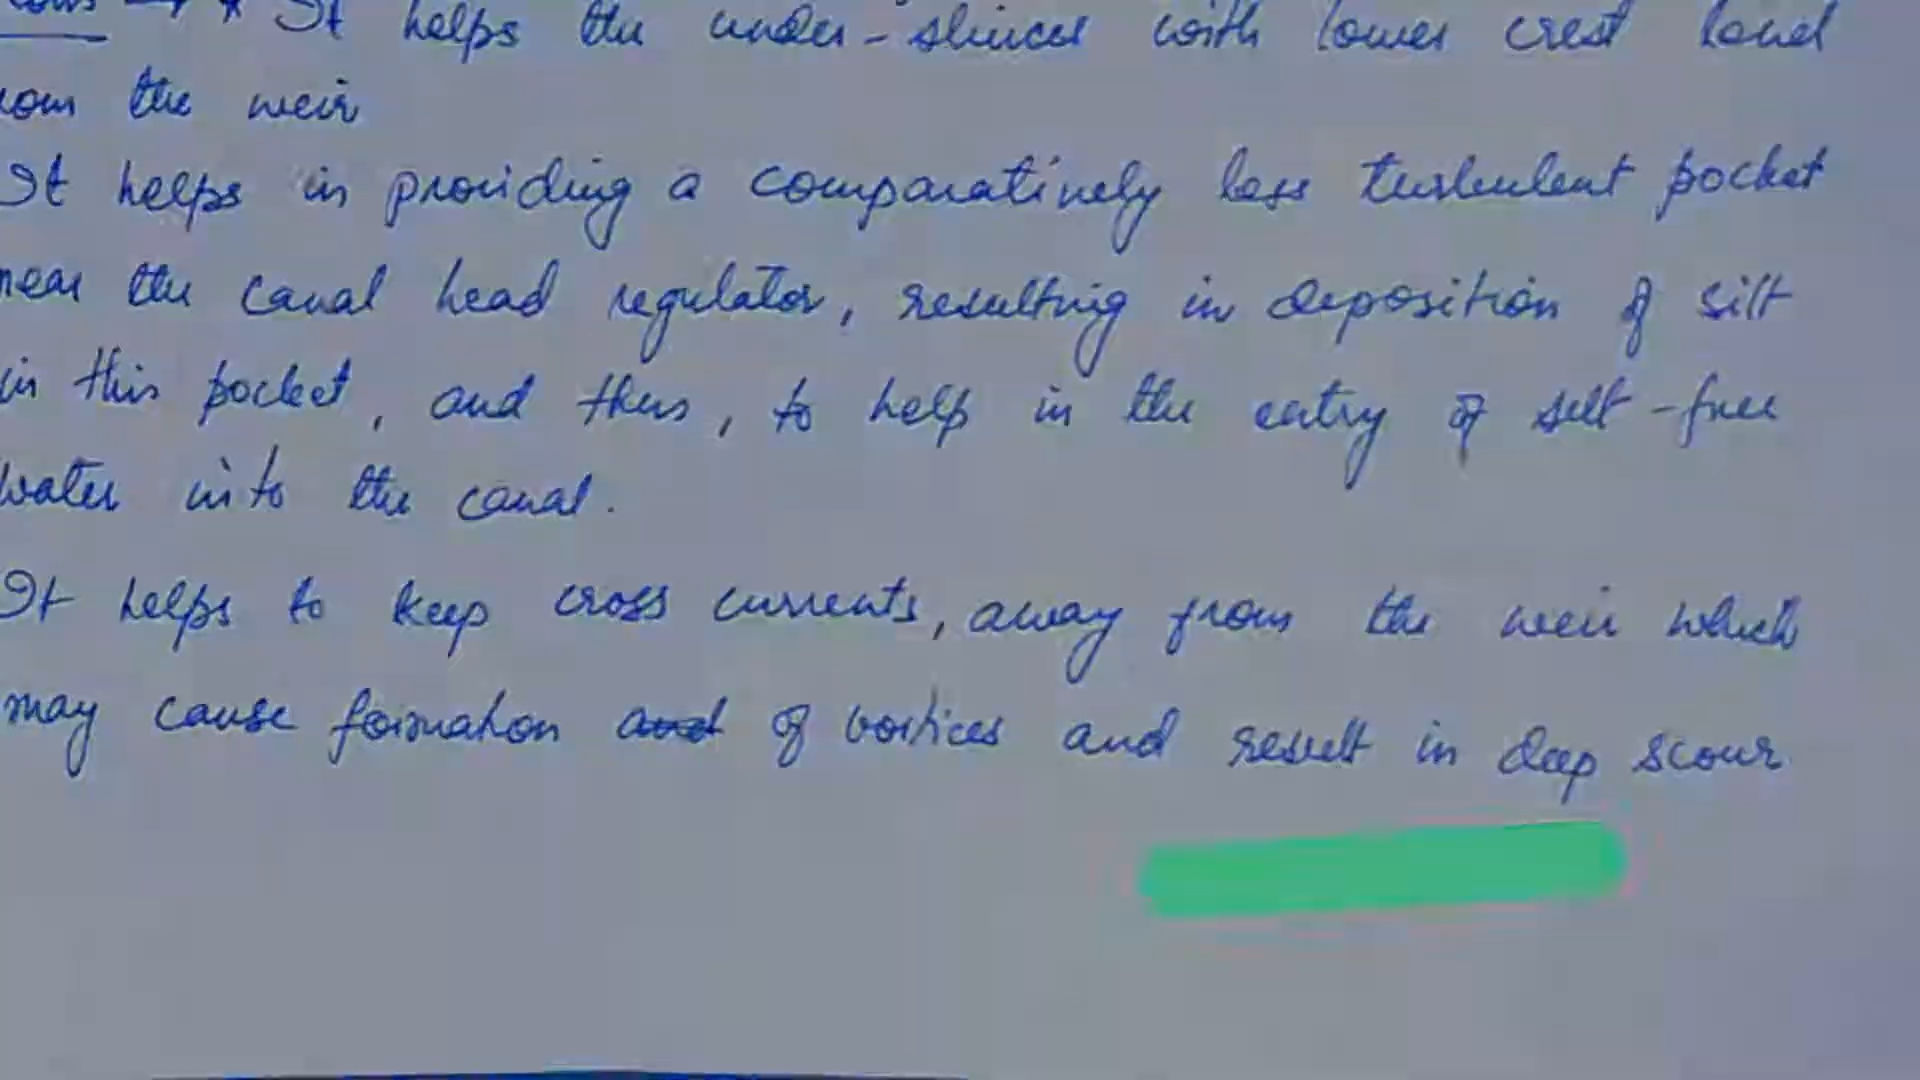 It helps the under-sluices with lower crest level
from the weir
It helps in providing a comparatively less turbulent pocket
near the canal head regulator, resulting in deposition of silt
in this pocket, and thus, to help in the entry of silt-free
water into the canal.
It helps to keep cross currents, away from the weir which
may cause formation of vortices and result in deep scour